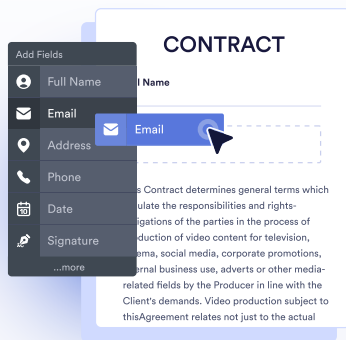 CONTRACT
Add Fields
Full Name
Email
Address
Phone
Date
10
Signature
...more
Name
Email
Contract determines general terms which
the responsibilities and rights-
of the parties in the process of
of video content for television,
social media, corporate promotions,
business use, adverts or other media-
related fields by the Producer in line with the
Client's demands. Video production subject to
thisAgreement relates not just to the actual